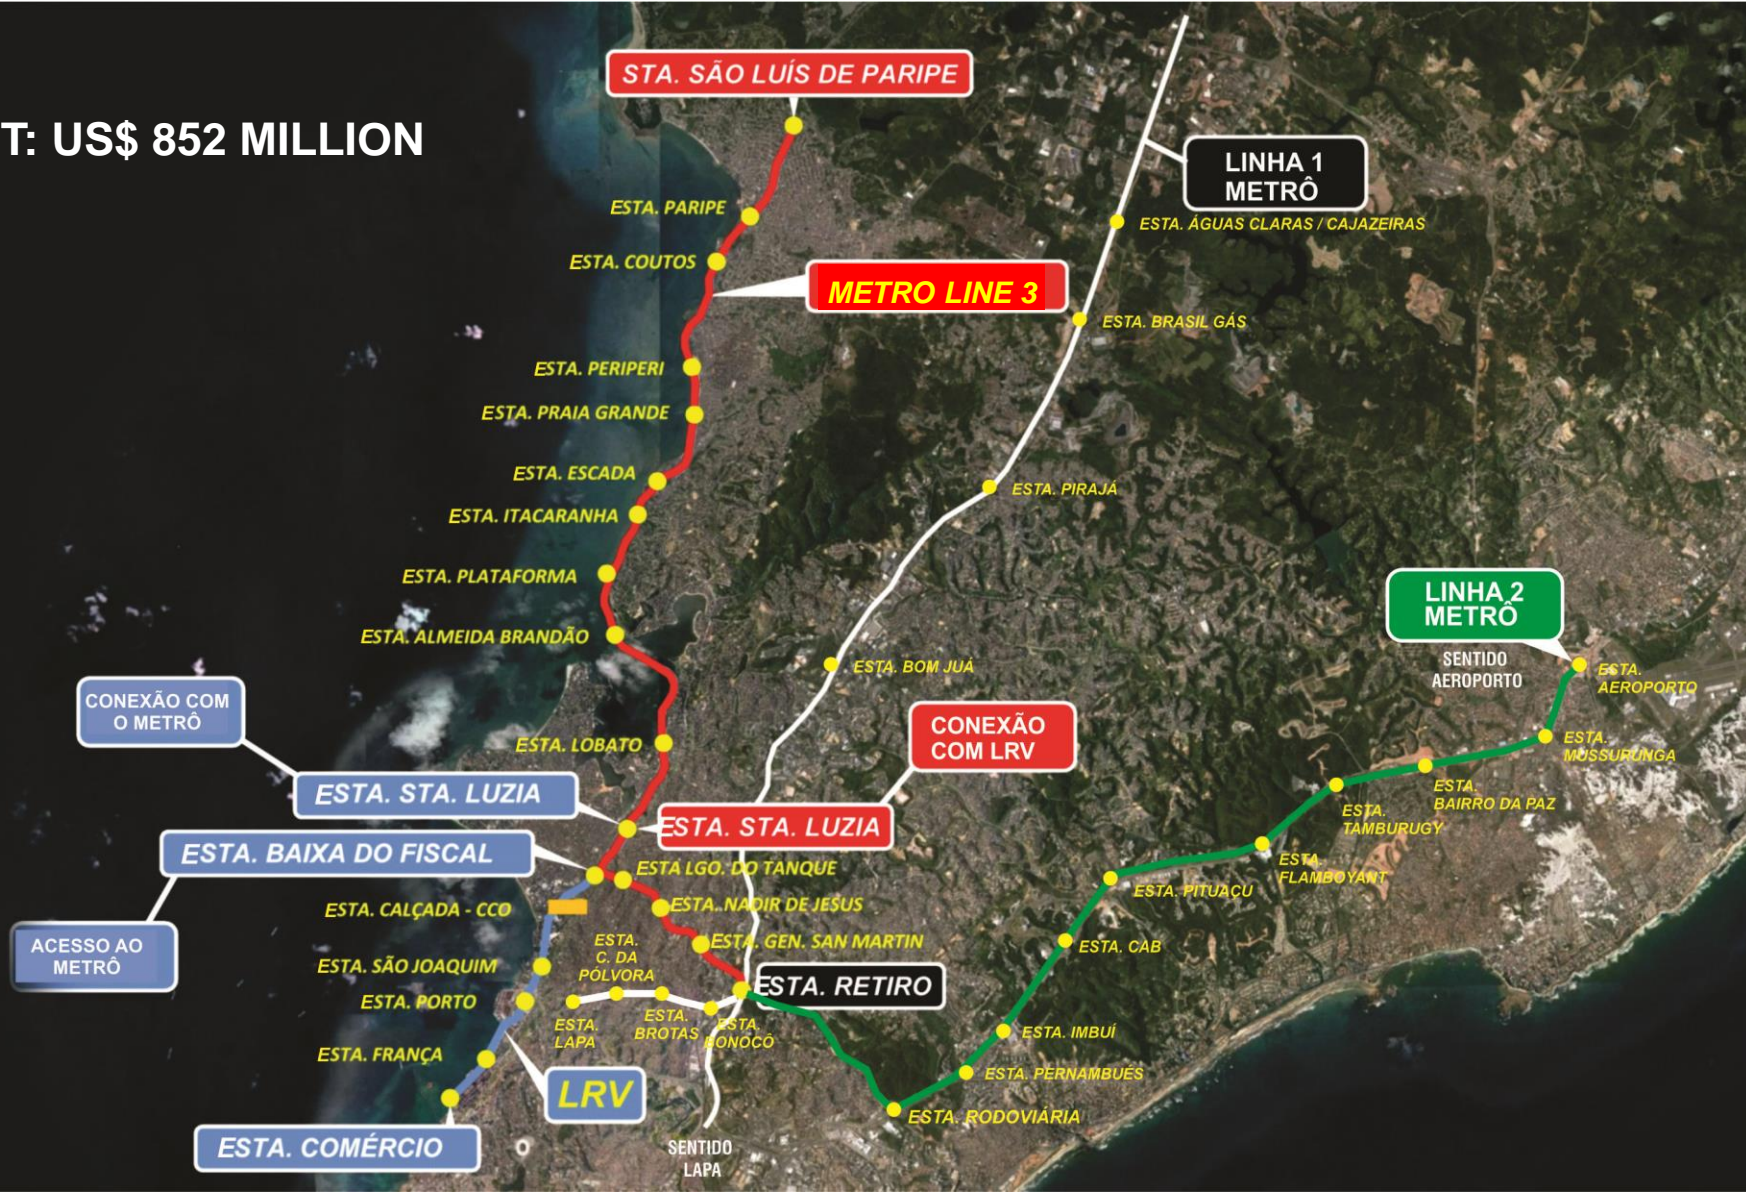 STA. SÃO LUÍS DE PARIPE
T: US$ 852 MILLION
LINHA 1
METRÔ
ESTA. PARIPE
ESTA. ÁGUAS CLARAS / CAJAZEIRAS
ESTA. COUTOS
METRO LINE 3
ESTA. BRASIL GÁS
ESTA. PERIPERI
ESTA. PRAIA GRANDE
ESTA. ESCADA
ESTA. PIRAJÁ
ESTA. ITACARANHA
ESTA. PLATAFORMA
LINHA 2
METRÔ
ESTA. ALMEIDA BRANDÃO
ESTA. BOM JUÁ
SENTIDO
AEROPORTO
ESTA.
AEROPORTO
CONEXÃO COM
O METRÔ
CONEXÃO
COM LRV
ESTA. LOBATO
ESTA.
MUSSURUNGA
ESTA. STA. LUZIA
ESTA.
BAIRRO DA PAZ
ESTA. STA. LUZIA
ESTA.
TAMBURUGY
ESTA. BAIXA DO FISCAL
ESTA LGO. DO TANQUE
ESTA.
FLAMBOYANT
ESTA. PITUAÇU
ESTA. CALÇADA - CCO
ESTA. NADIR DE JESUS
ACESSO AO
METRÔ
ESTA.
C. DA
PÓLVORA
ESTA. GEN. SAN MARTIN
ESTA. CAB
ESTA. SÃO JOAQUIM
ESTA. RETIRO
ESTA. PORTO
ESTA.
LAPA
ESTA.
BROTAS
ESTA.
BONOCÔ
ESTA. IMBUÍ
ESTA. FRANÇA
ESTA. PERNAMBUÉS
LRV
ESTA. RODOVIÁRIA
ESTA. COMÉRCIO
SENTIDO
LAPA